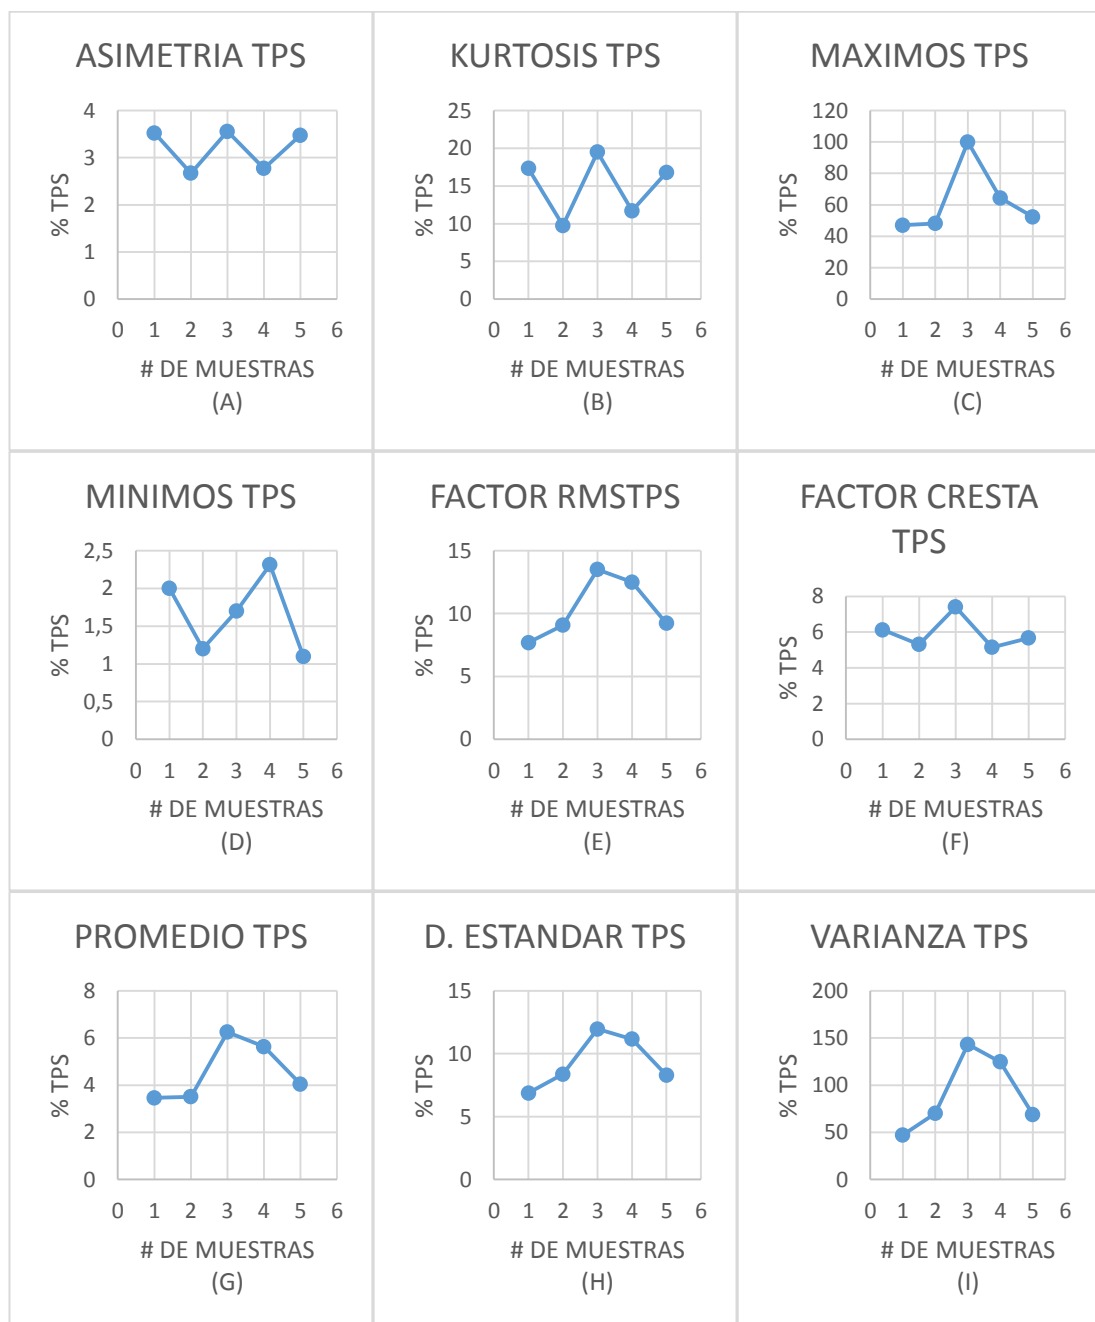 ASIMETRIA TPS
4
3
2
1
0
% TPS
0 1 2 3 4 5 6
# DE MUESTRAS
(A)
KURTOSIS TPS
25
20
15
10
5
0
% TPS
0 1 2 3 4 5 6
# DE MUESTRAS
(B)
MAXIMOS TPS
120
100
80
60
40
20
0
% TPS
0 1 2 3 4 5 6
# DE MUESTRAS
(C)
MINIMOS TPS
2,5
2
1,5
1
0,5
0
% TPS
0 1 2 3 4 5 6
# DE MUESTRAS
(D)
FACTOR RMSTPS
15
10
5
0
% TPS
0 1 2 3 4 5 6
# DE MUESTRAS
(E)
FACTOR CRESTA
TPS
8
6
4
2
0
% TPS
0 1 2 3 4 5 6
# DE MUESTRAS
(F)
PROMEDIO TPS
8
6
4
2
0
% TPS
0 1 2 3 4 5 6
# DE MUESTRAS
(G)
D. ESTANDAR TPS
15
10
5
0
% TPS
0 1 2 3 4 5 6
# DE MUESTRAS
(H)
VARIANZA TPS
200
150
100
50
0
% TPS
0 1 2 3 4 5 6
# DE MUESTRAS
(I)